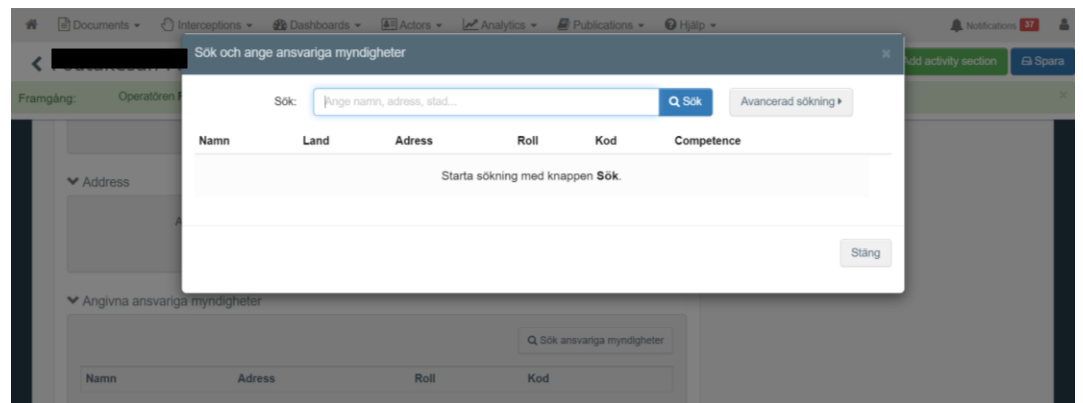 Documents Interceptions Dashboards Actors Analytics Publications Hjälp Notifications 37
Sök och ange ansvariga myndigheter ×
Add activity section Spara
Framgång: Operatören
Sök: Ange namn, adress, stad... Sök Avancerad sökning
Namn Land Adress Roll Kod Competence
Starta sökning med knappen Sök.
Address
Stäng
Angivna ansvariga myndigheter
Sök ansvariga myndigheter
Namn Adress Roll Kod